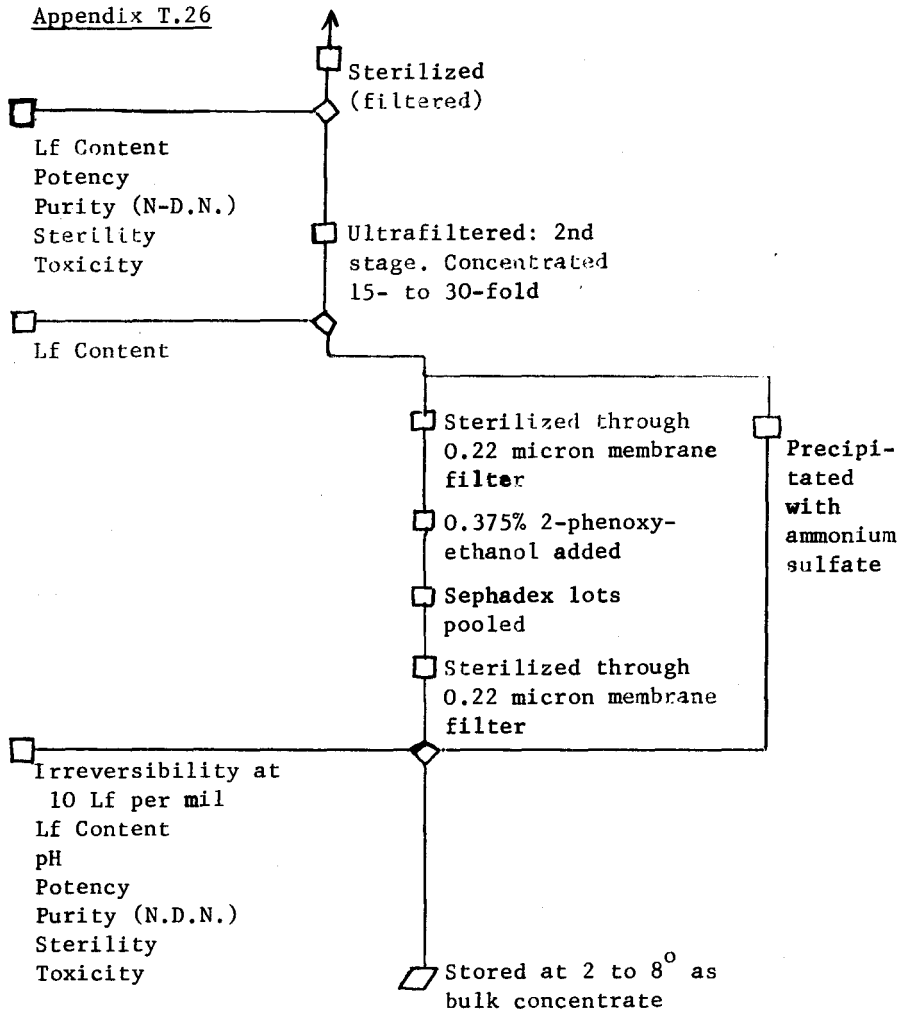 Appendix T.26
Sterilized
(filtered)
Lf Content
Potency
Purity (N-D.N.)
Sterility
Toxicity
Ultrafiltered: 2nd
stage. Concentrated
15- to 30-fold
Lf Content
Sterilized through
0.22 micron membrane
filter
0.375% 2-phenoxy-
ethanol added
Sephadex lots
pooled
Sterilized through
0.22 micron membrane
filter
Precipi-
tated
with
ammonium
sulfate
Irreversibility at
10 Lf per mil
Lf Content
pH
Potency
Purity (N.D.N.)
Sterility
Toxicity
Stored at 2 to 8° as
bulk concentrate